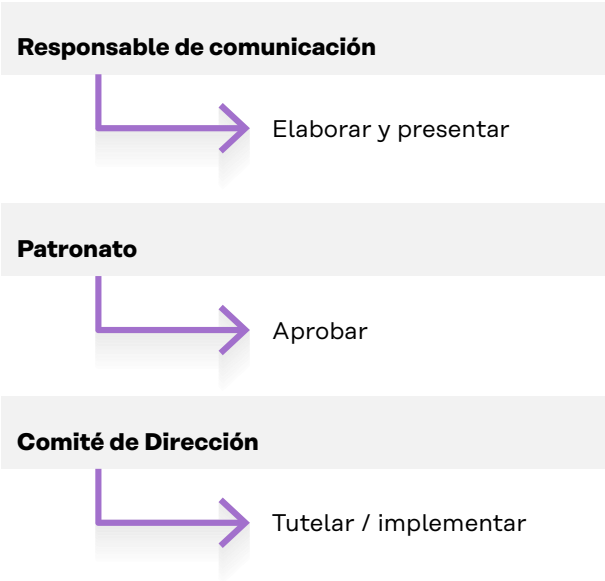 Responsable de comunicación
Elaborar y presentar
Patronato
Aprobar
Comité de Dirección
Tutelar / implementar